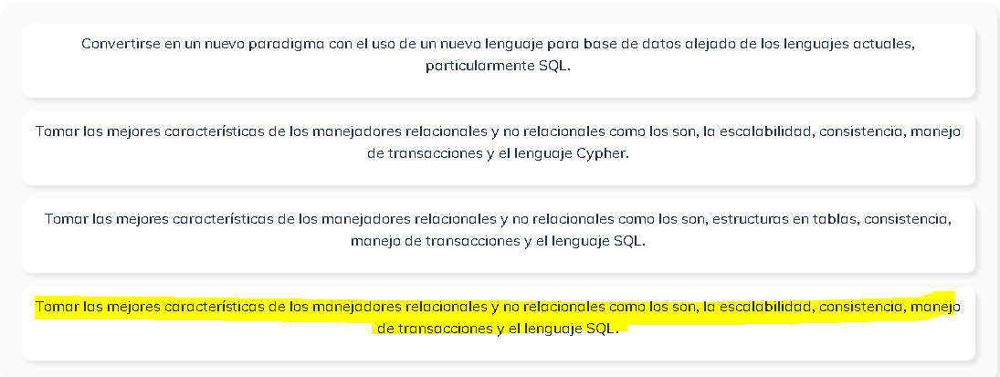 Convertirse en un nuevo paradigma con el uso de un nuevo lenguaje para base de datos alejado de los lenguajes actuales,
particularmente SQL.
Tomar las mejores características de los manejadores relacionales y no relacionales como los son, la escalabilidad, consistencia, manejo
de transacciones y el lenguaje Cypher.
Tomar las mejores características de los manejadores relacionales y no relacionales como los son, estructuras en tablas, consistencia,
manejo de transacciones y el lenguaje SQL.
Tomar las mejores características de los manejadores relacionales y no relacionales como los son, la escalabilidad, consistencia, manejo
de transacciones y el lenguaje SQL.